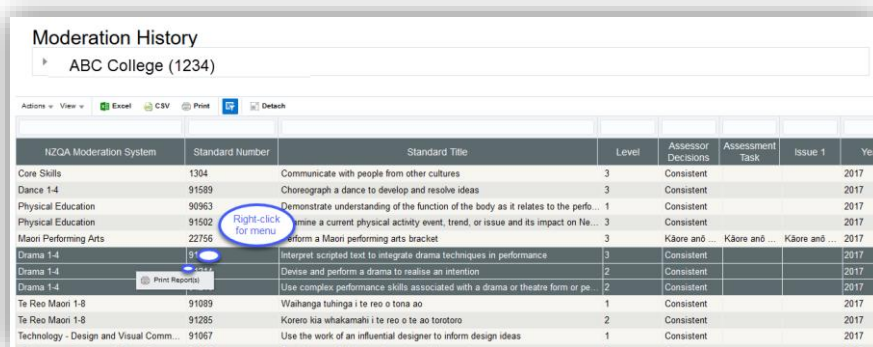 Moderation History
ABC College (1234)
Actions View Excel CSV Print Detach
NZQA Moderation System Standard Number Standard Title Level Assessor Decisions Assessment Task Issue 1
Core Skills 1304 Communicate with people from other cultures 3 Consistent 2017
Dance 1-4 91589 Choreograph a dance to develop and resolve ideas 3 Consistent 2017
Physical Education 90963 Demonstrate understanding of the function of the body as it relates to the perfo... 1 Consistent 2017
Physical Education 91502 a current physical activity event, trend, or issue and its impact on Ne... 3 Consistent 2017
Right-click for menu
Maori Performing Arts 22756 Perform a Maori performing arts bracket 3 Kāore anō ... Kāore anō ... Kāore anō ... 2017
Drama 1-4 Interpret scripted text to integrate drama techniques in performance 3 Consistent 2017
Drama 1-4 Devise and perform a drama to realise an intention 2 Consistent 2017
Print Report(s)
Drama 1-4 Use complex performance skills associated with a drama or theatre form or pe... 2 Consistent 2017
Te Reo Maori 1-8 91089 Waihanga tuhinga i te reo o tona ao 1 Consistent 2017
Te Reo Maori 1-8 91285 Korero kia whakamahi i te reo o te ao torotoro 2 Consistent 2017
Technology - Design and Visual Comm... 91067 Use the work of an influential designer to inform design ideas 1 Consistent 2017